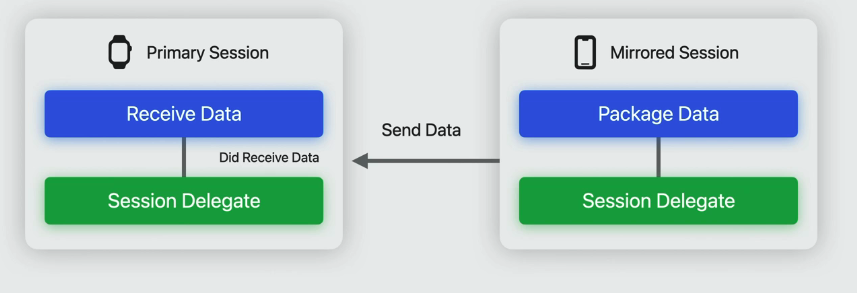 Primary Session
Receive Data
Did Receive Data
Session Delegate
Send Data
Mirrored Session
Package Data
Session Delegate